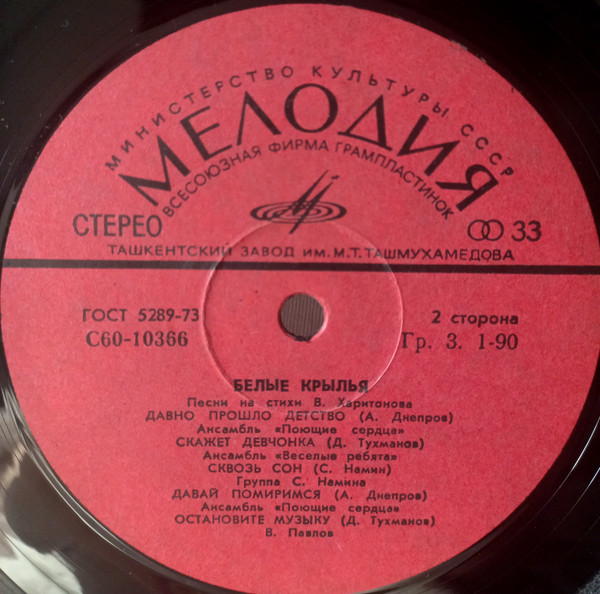 МИНИСТЕРСТВО КУЛЬТУРЫ СССР
МЕЛОДИЯ
ВСЕСОЮЗНАЯ ФИРМА ГРАМПЛАСТИНОК
СТЕРЕО 33
ТАШКЕНТСКИЙ ЗАВОД ИМ. М.Т. ТАШМУХАМЕДОВА
ГОСТ 5289-73 2 сторона
С60-10366 Гр. 3. 1-90
БЕЛЫЕ КРЫЛЬЯ
Песни на стихи В. Харитонова
ДАВНО ПРОШЛО ДЕТСТВО (А. Днепров)
Ансамбль «Поющие сердца»
СКАЖЕТ ДЕВЧОНКА (Д. Тухманов)
Ансамбль «Веселые ребята»
СКВОЗЬ СОН (С. Намин)
Группа С. Намина
ДАВАЙ ПОМИРИМСЯ (А. Днепров)
Ансамбль «Поющие сердца»
ОСТАНОВИТЕ МУЗЫКУ (Д. Тухманов)
В. Павлов